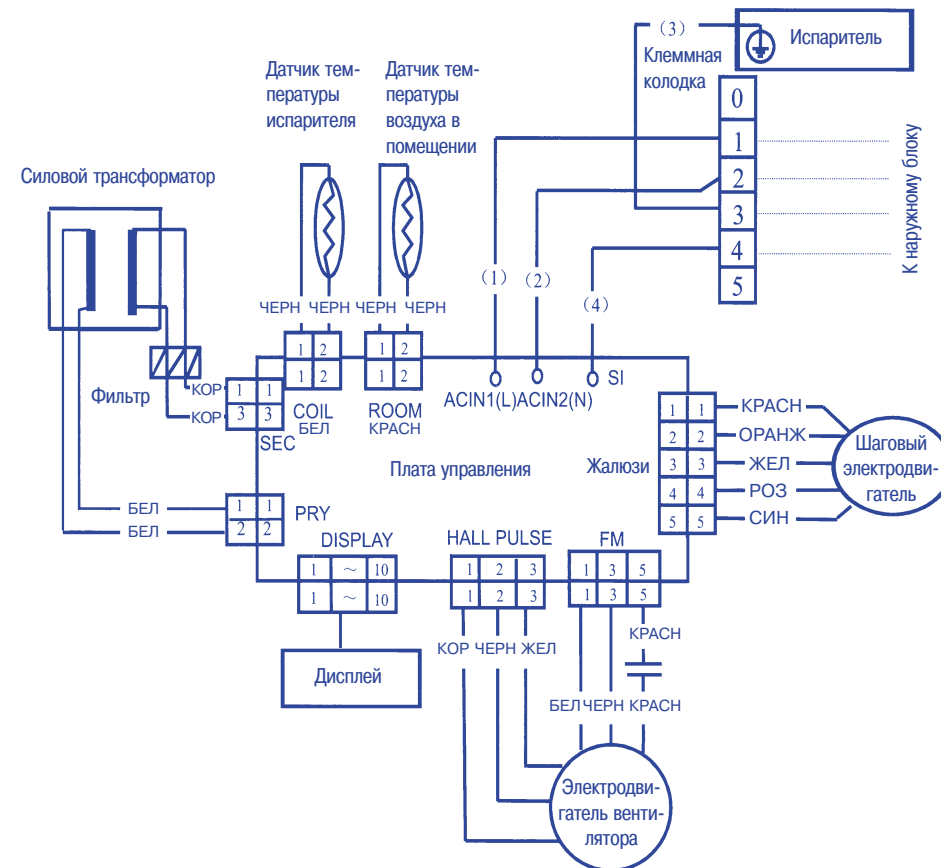 (3)
Испаритель
Клеммная
колодка
Датчик тем-
пературы
испарителя
Датчик тем-
пературы
воздуха в
помещении
0
1
2
3
4
5
К наружному блоку
Силовой трансформатор
(1)
(2)
(4)
ЧЕРН ЧЕРН ЧЕРН ЧЕРН
1 2
1 2
1 2
1 2
SI
ACIN1(L)ACIN2(N)
Фильтр
КОР
КОР
1 1
3 3
SEC
COIL
БЕЛ
ROOM
КРАСН
Плата управления
Жалюзи
1 1
2 2
3 3
4 4
5 5
КРАСН
ОРАНЖ
ЖЕЛ
РОЗ
СИН
Шаговый
электродви-
гатель
БЕЛ
БЕЛ
1 1
2 2
PRY
DISPLAY
1 ~ 10
1 ~ 10
Дисплей
HALL PULSE
1 2 3
1 2 3
КОР ЧЕРН ЖЕЛ
FM
1 3 5
1 3 5
КРАСН
БЕЛ ЧЕРН КРАСН
Электродви-
гатель венти-
лятора